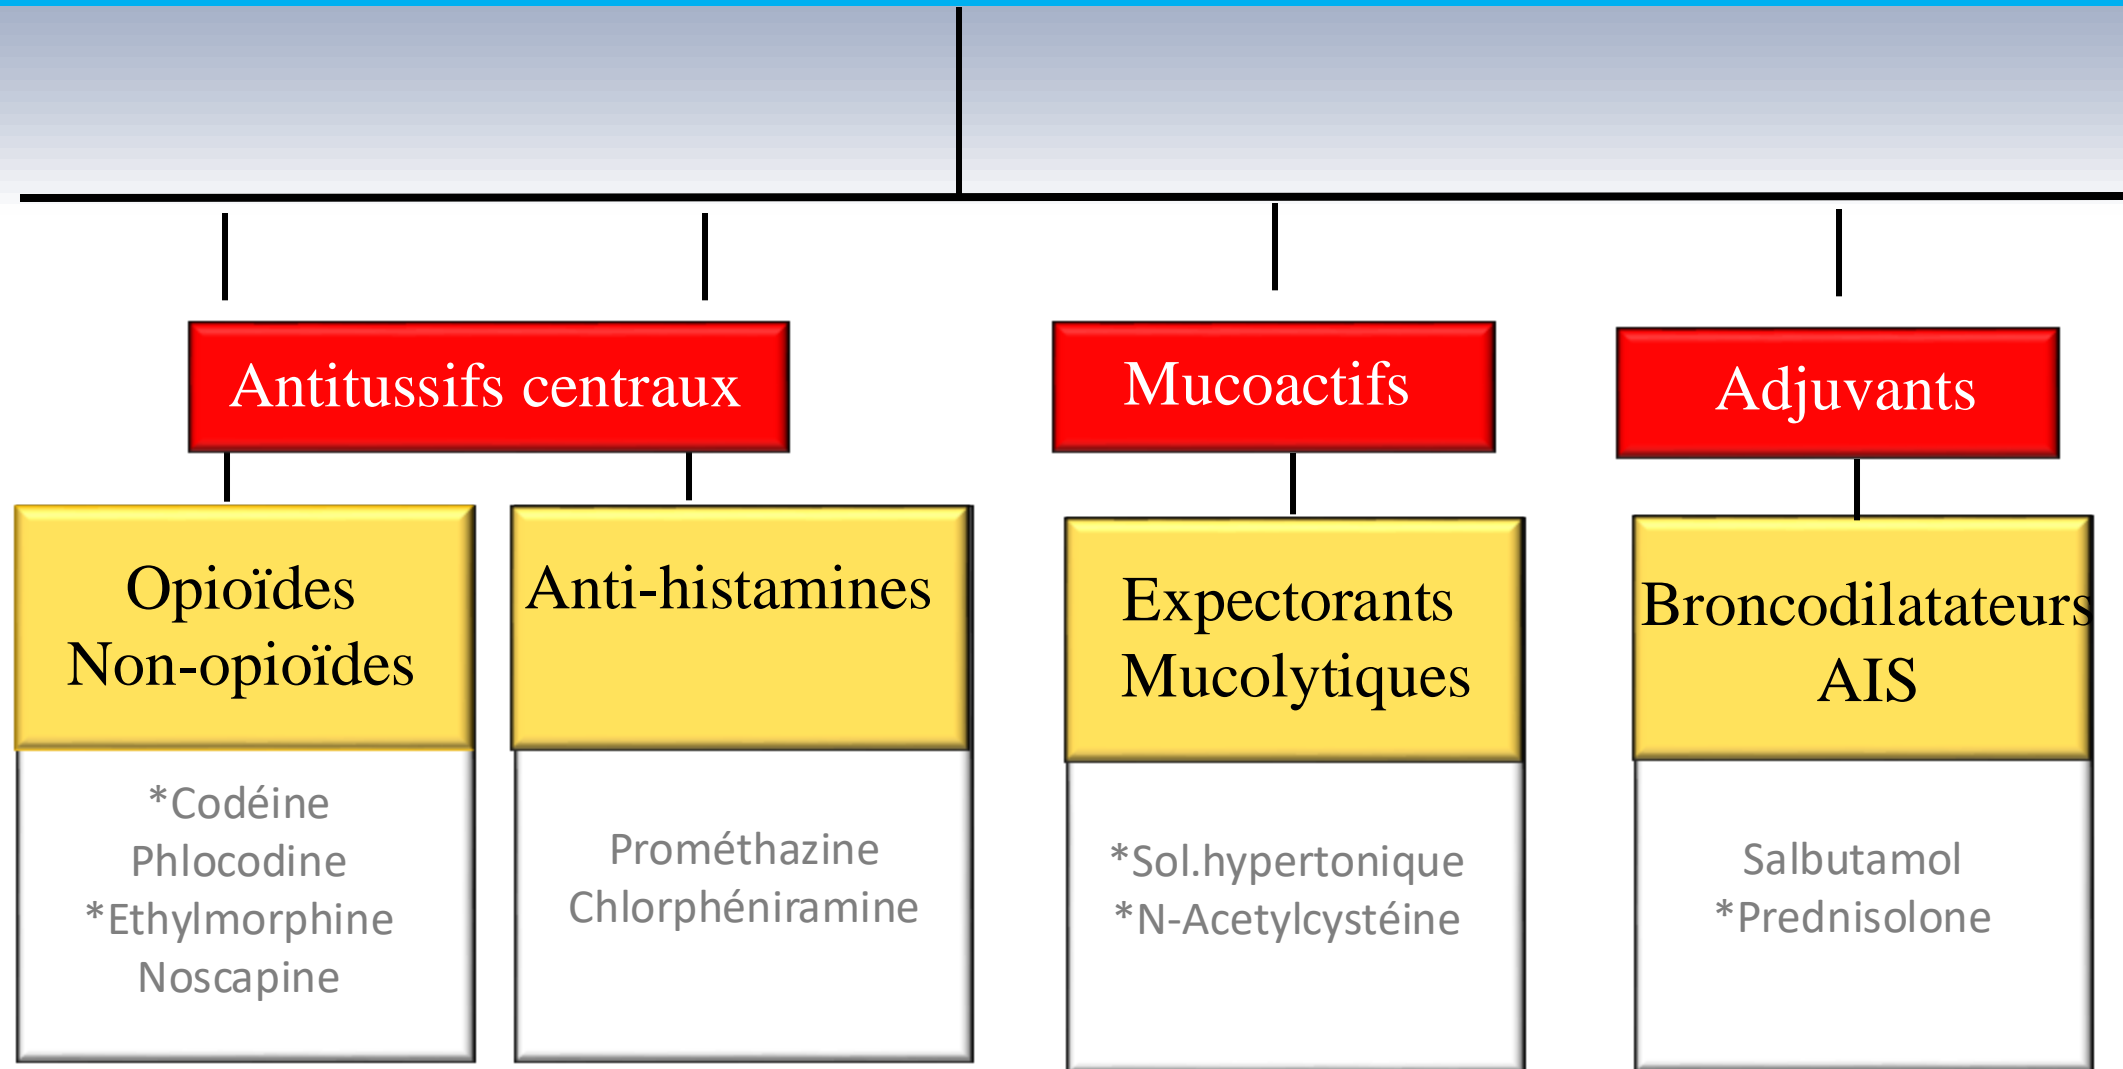 Antitussifs centraux
Mucoactifs
Adjuvants
Opioïdes
Non-opioïdes
Anti-histamines
Expectorants
Mucolytiques
Broncodilatateurs
AIS
*Codéine
Phlocodine
*Ethylmorphine
Noscapine
Prométhazine
Chlorphéniramine
*Sol.hypertonique
*N-Acetylcystéine
Salbutamol
*Prednisolone